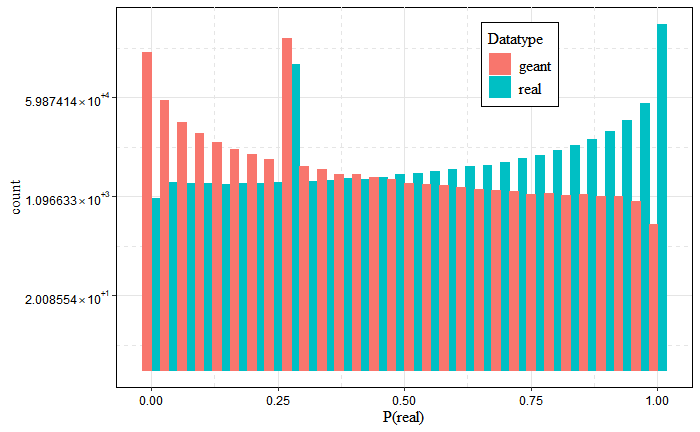 Datatype
geant
real
count
5.987414×10^+4
1.096633×10^+3
2.008554×10^+1
0.00 0.25 0.50 0.75 1.00
P(real)